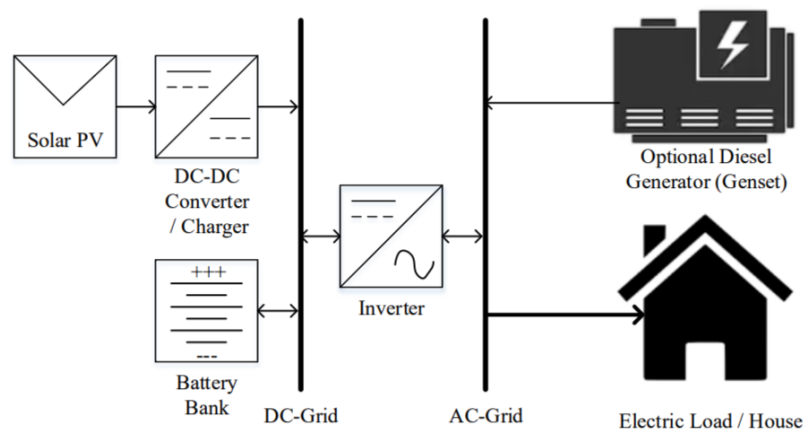 Solar PV
DC-DC
Converter
/ Charger
+++
---
Battery
Bank
DC-Grid
Inverter
AC-Grid
Optional Diesel
Generator (Genset)
Electric Load / House